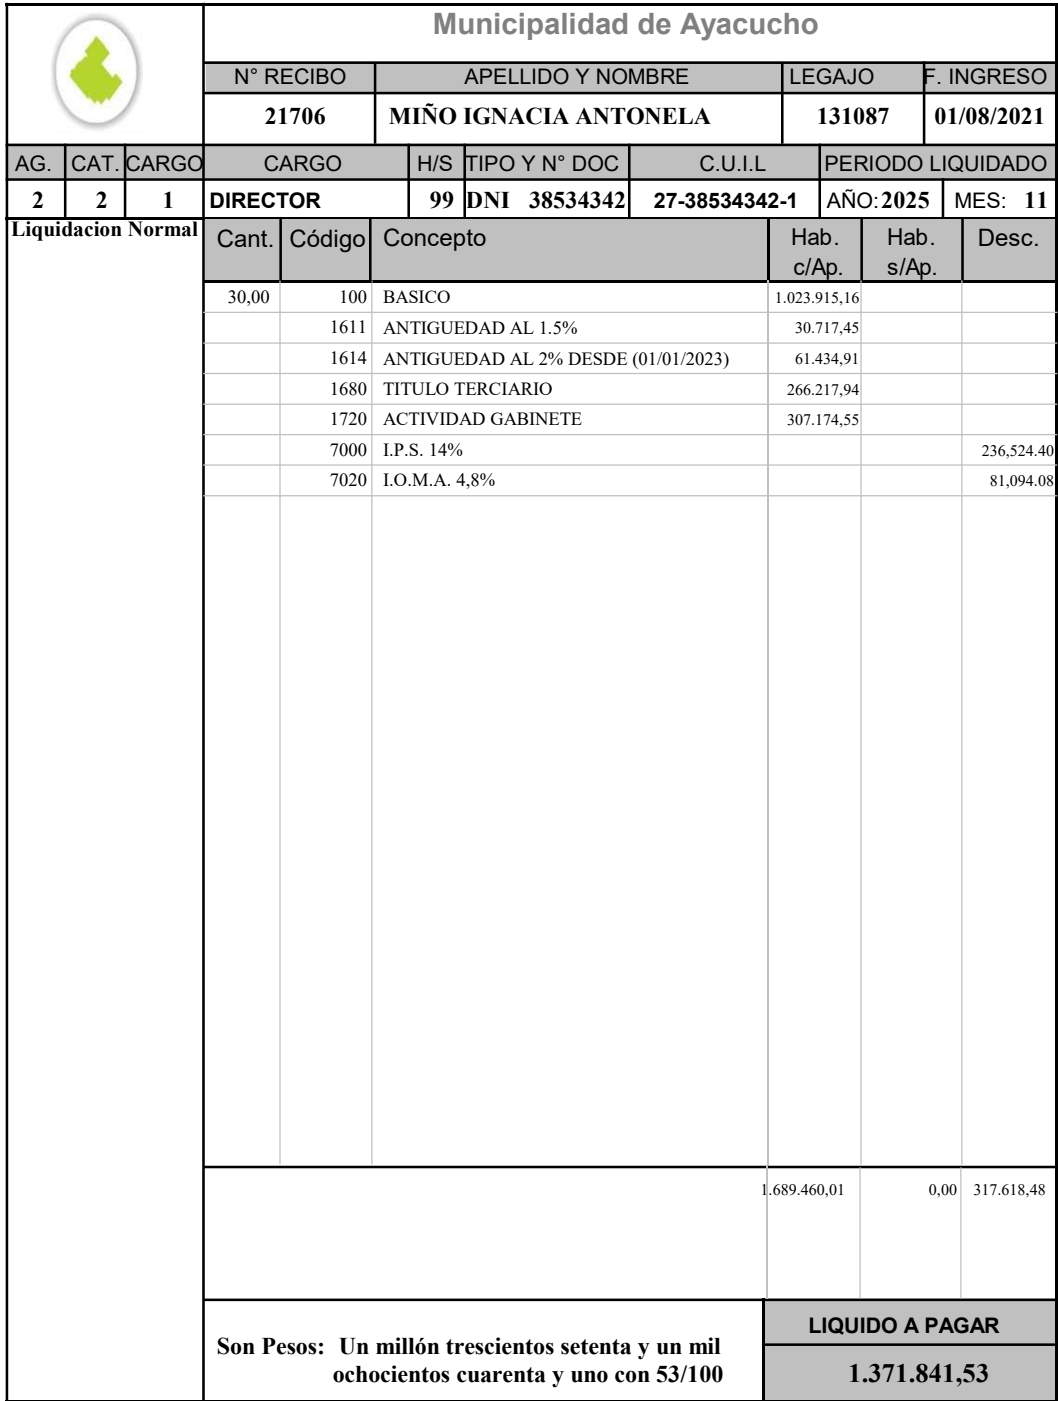 Municipalidad de Ayacucho
N° RECIBO APELLIDO Y NOMBRE LEGAJO F. INGRESO
21706 MIÑO IGNACIA ANTONELA 131087 01/08/2021
AG. CAT. CARGO CARGO H/S TIPO Y N° DOC C.U.I.L PERIODO LIQUIDADO
2 2 1 DIRECTOR 99 DNI 38534342 27-38534342-1 AÑO: 2025 MES: 11
Liquidacion Normal
Cant. Código Concepto Hab. c/Ap. Hab. s/Ap. Desc.
30,00 100 BASICO 1.023.915,16
1611 ANTIGUEDAD AL 1.5% 30.717,45
1614 ANTIGUEDAD AL 2% DESDE (01/01/2023) 61.434,91
1680 TITULO TERCIARIO 266.217,94
1720 ACTIVIDAD GABINETE 307.174,55
7000 I.P.S. 14% 236,524.40
7020 I.O.M.A. 4,8% 81,094.08
1.689.460,01 0,00 317.618,48
Son Pesos: Un millón trescientos setenta y un mil
ochocientos cuarenta y uno con 53/100
LIQUIDO A PAGAR
1.371.841,53